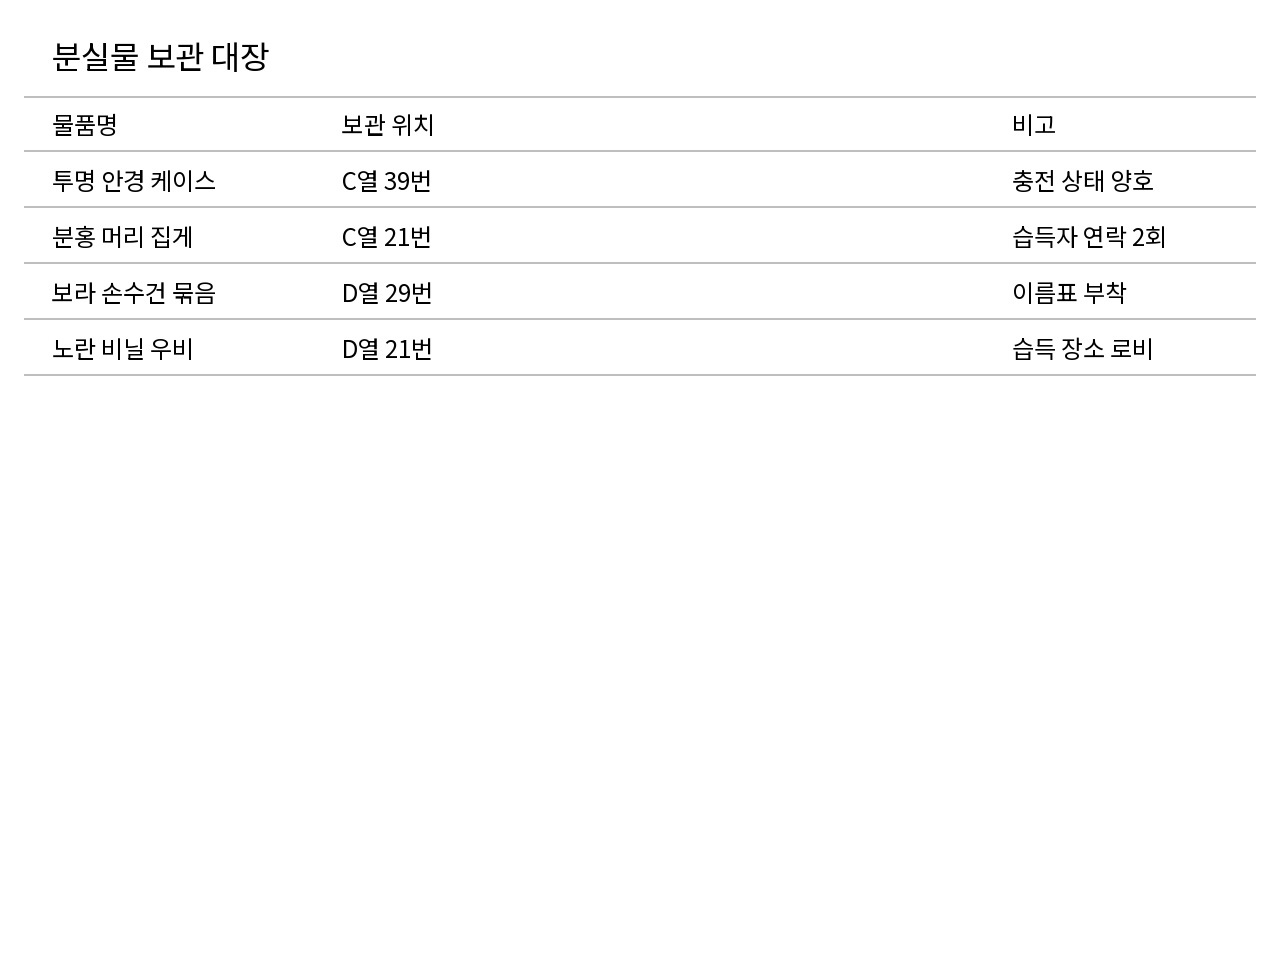 분실물 보관 대장
물품명 보관 위치 비고
투명 안경 케이스 C열 39번 충전 상태 양호
분홍 머리 집게 C열 21번 습득자 연락 2회
보라 손수건 묶음 D열 29번 이름표 부착
노란 비닐 우비 D열 21번 습득 장소 로비